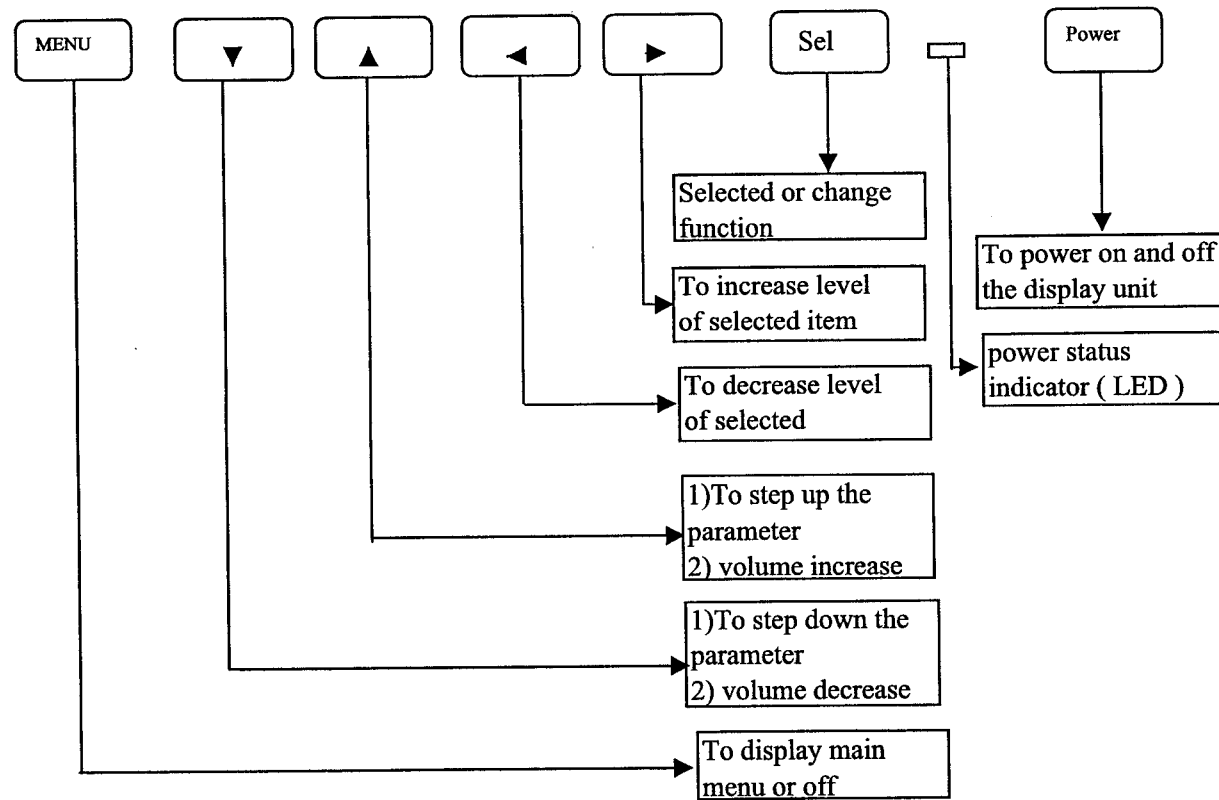 MENU
▼
▲
◄
►
Sel
Power
Selected or change
function
To power on and off
the display unit
To increase level
of selected item
power status
indicator ( LED )
To decrease level
of selected
1)To step up the
parameter
2) volume increase
1)To step down the
parameter
2) volume decrease
To display main
menu or off